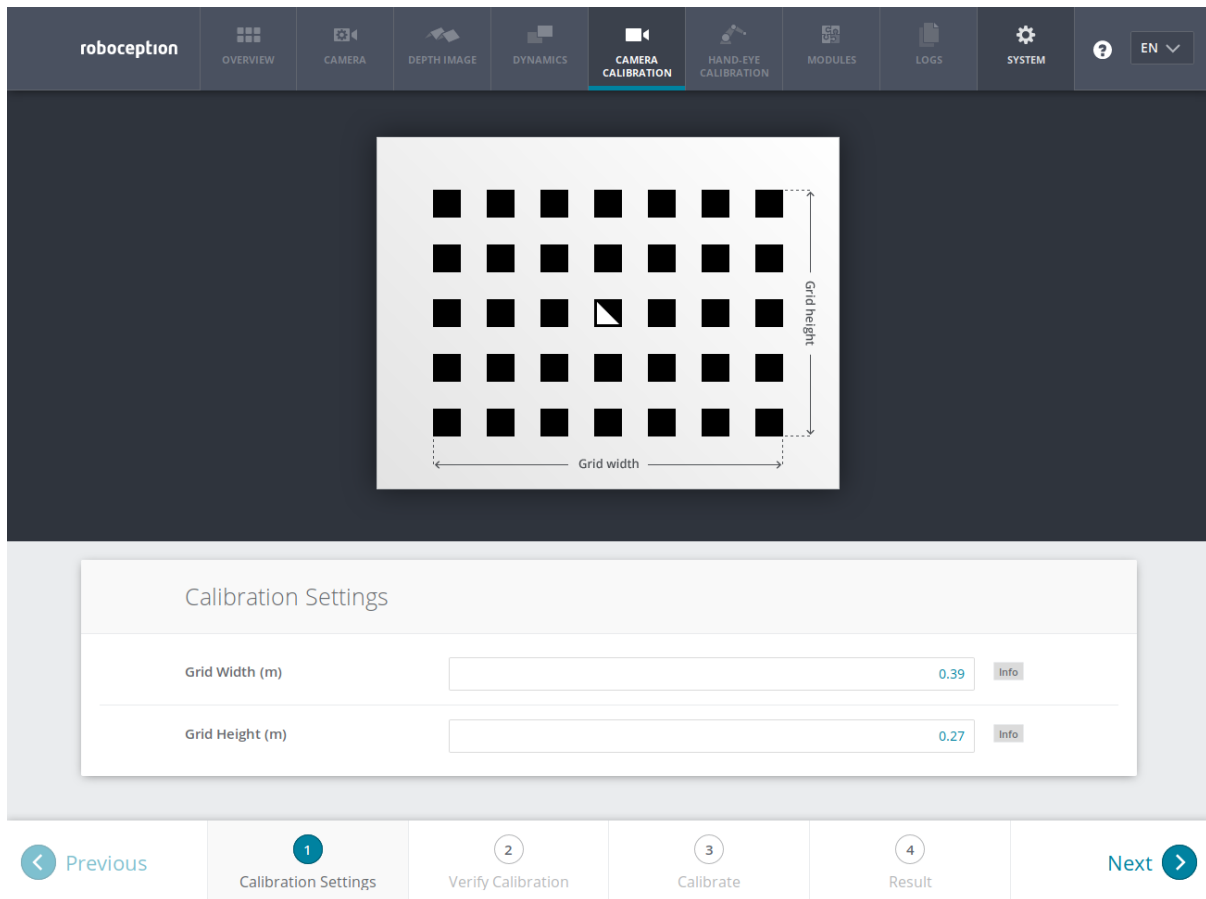 roboception
OVERVIEW
CAMERA
DEPTH IMAGE
DYNAMICS
CAMERA
CALIBRATION
HAND-EYE
CALIBRATION
MODULES
LOGS
SYSTEM
?
EN
Grid height
Grid width
Calibration Settings
Grid Width (m)
0.39
Info
Grid Height (m)
0.27
Info
Previous
1
Calibration Settings
2
Verify Calibration
3
Calibrate
4
Result
Next